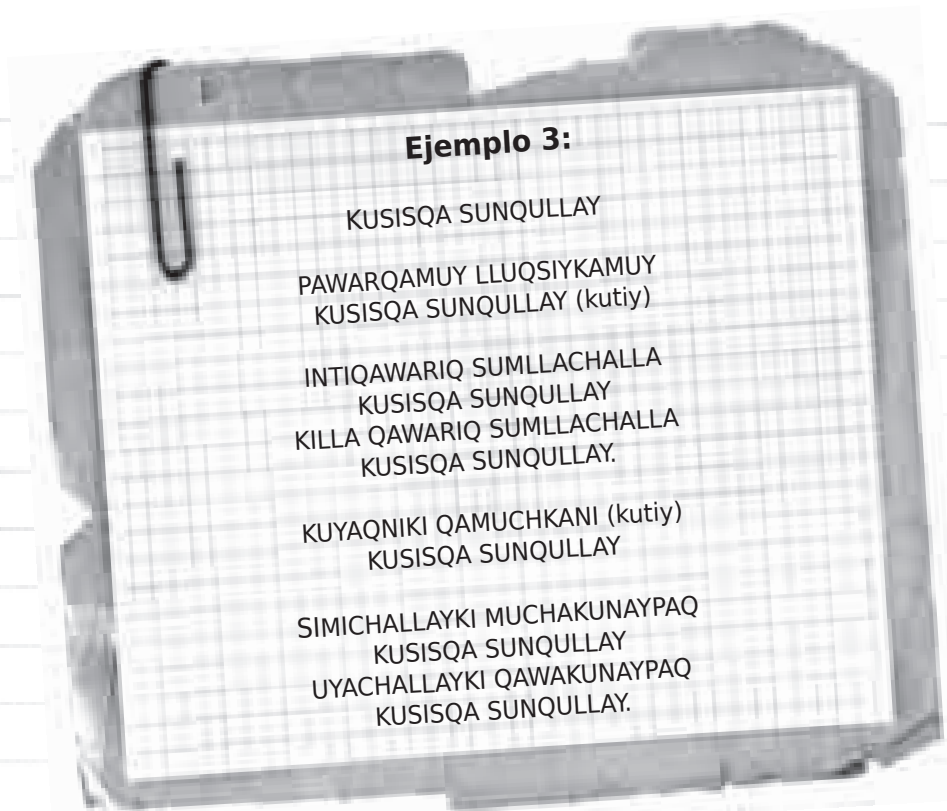 Ejemplo 3:
KUSISQA SUNQULLAY
PAWARQAMUY LLUQSIYKAMUY
KUSISQA SUNQULLAY (kutiy)
INTIQAWARIQ SUMLLACHALLA
KUSISQA SUNQULLAY
KILLA QAWARIQ SUMLLACHALLA
KUSISQA SUNQULLAY.
KUYAQNIKI QAMUCHKANI (kutiy)
KUSISQA SUNQULLAY
SIMICHALLAYKI MUCHAKUNAYPAQ
KUSISQA SUNQULLAY
UYACHALLAYKI QAWAKUNAYPAQ
KUSISQA SUNQULLAY.